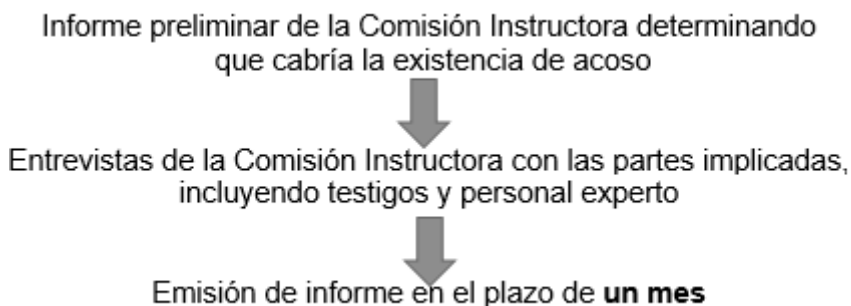 Informe preliminar de la Comisión Instructora determinando
que cabría la existencia de acoso
Entrevistas de la Comisión Instructora con las partes implicadas,
incluyendo testigos y personal experto
Emisión de informe en el plazo de un mes